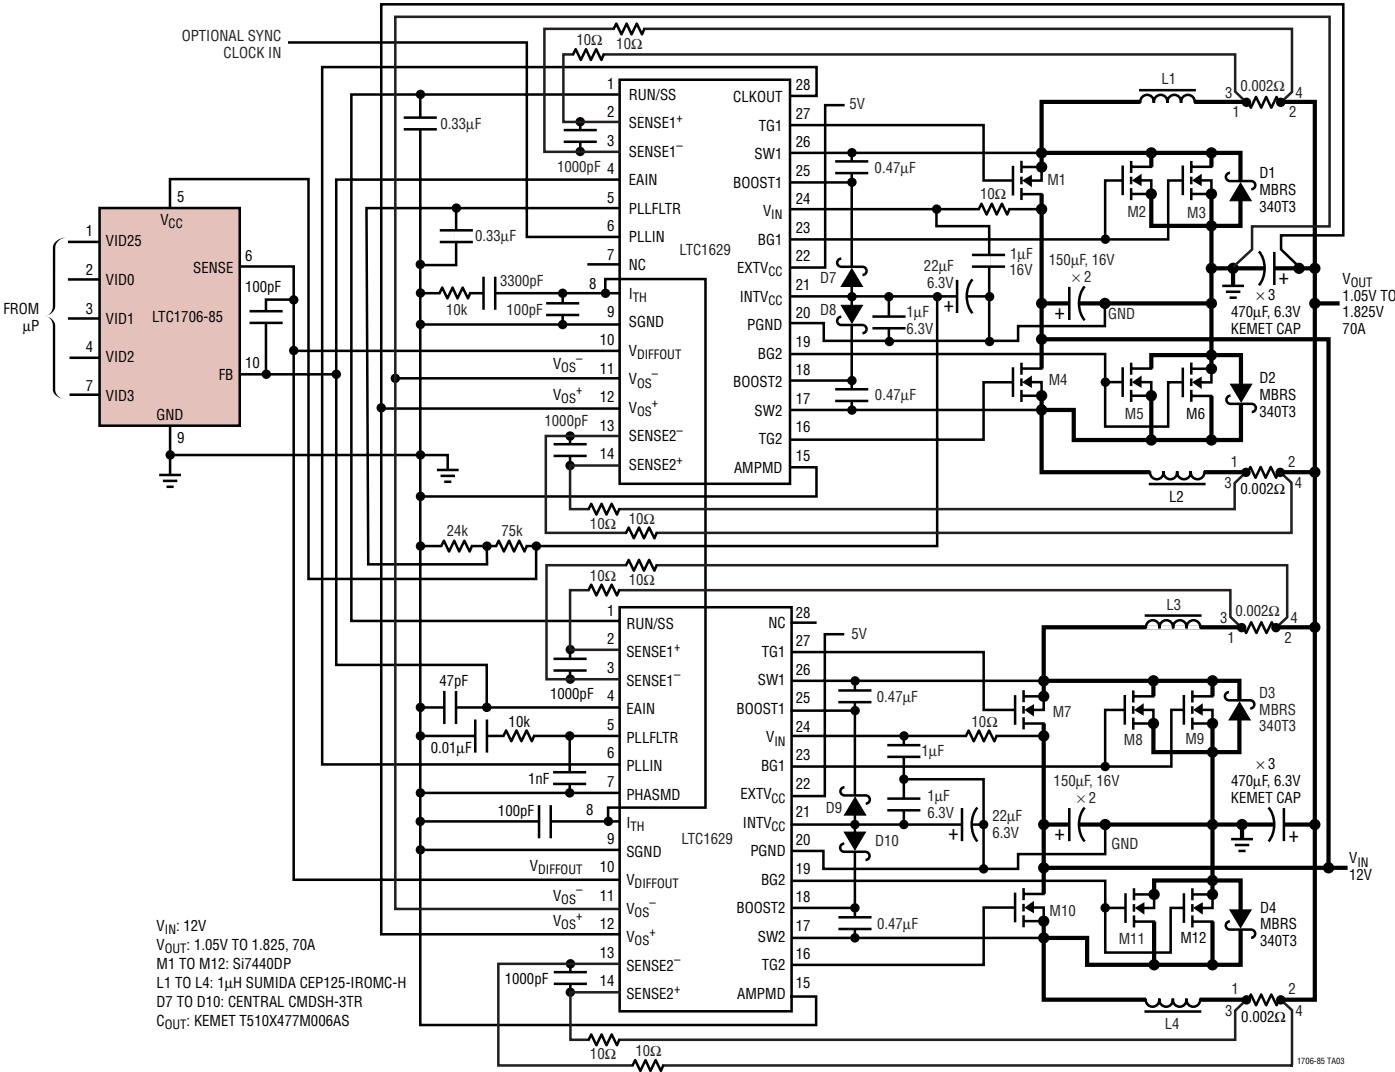 OPTIONAL SYNC
CLOCK IN
10Ω
10Ω
0.33µF
1
RUN/SS
2
SENSE1+
3
SENSE1−
1000pF
4
EAIN
5
PLLFLTR
6
PLLIN
7
NC
8
ITH
9
SGND
10
VDIFFOUT
11
VOS−
12
VOS+
13
SENSE2−
14
SENSE2+
LTC1629
28
CLKOUT
27
TG1
26
SW1
25
BOOST1
24
VIN
23
BG1
22
EXTVCC
21
INTVCC
20
PGND
19
BG2
18
BOOST2
17
SW2
16
TG2
15
AMPMD
0.33µF
3300pF
10k
100pF
VOS−
VOS+
1000pF
10Ω
10Ω
24k
75k
5V
0.47µF
D7
D8
0.47µF
10Ω
1µF
16V
22µF
6.3V
1µF
6.3V
M1
M2
M3
D1
MBRS
340T3
L1
0.002Ω
3
4
1
2
150µF, 16V
×2
GND
×3
470µF, 6.3V
KEMET CAP
VOUT
1.05V TO
1.825V
70A
M4
M5
M6
D2
MBRS
340T3
L2
0.002Ω
1
2
3
4
FROM
µP
1
VID25
2
VID0
3
VID1
4
VID2
7
VID3
5
VCC
6
SENSE
LTC1706-85
10
FB
GND
9
100pF
10Ω
10Ω
1
RUN/SS
2
SENSE1+
3
SENSE1−
1000pF
4
EAIN
5
PLLFLTR
6
PLLIN
7
PHASMD
8
ITH
9
SGND
VDIFFOUT
10
VDIFFOUT
VOS−
11
VOS−
VOS+
12
VOS+
13
SENSE2−
14
SENSE2+
LTC1629
28
NC
27
TG1
26
SW1
25
BOOST1
24
VIN
23
BG1
22
EXTVCC
21
INTVCC
20
PGND
19
BG2
18
BOOST2
17
SW2
16
TG2
15
AMPMD
47pF
10k
0.01µF
1nF
100pF
1000pF
10Ω
10Ω
5V
0.47µF
D9
D10
0.47µF
10Ω
1µF
1µF
6.3V
22µF
6.3V
M7
M8
M9
D3
MBRS
340T3
L3
0.002Ω
3
4
1
2
150µF, 16V
×2
GND
×3
470µF, 6.3V
KEMET CAP
VIN
12V
M10
M11
M12
D4
MBRS
340T3
L4
0.002Ω
1
2
3
4
VIN: 12V
VOUT: 1.05V TO 1.825, 70A
M1 TO M12: Si7440DP
L1 TO L4: 1µH SUMIDA CEP125-IROMC-H
D7 TO D10: CENTRAL CMDSH-3TR
COUT: KEMET T510X477M006AS
1706-85 TA03